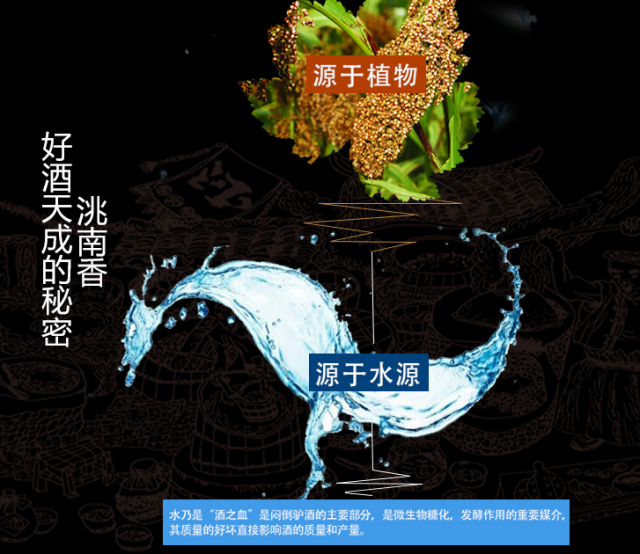 源于植物
好酒天成的秘密
洮南香
源于水源
水乃是“酒之血”是闷倒驴酒的主要部分，是微生物糖化，发酵作用的重要媒介,
其质量的好坏直接影响酒的质量和产量。